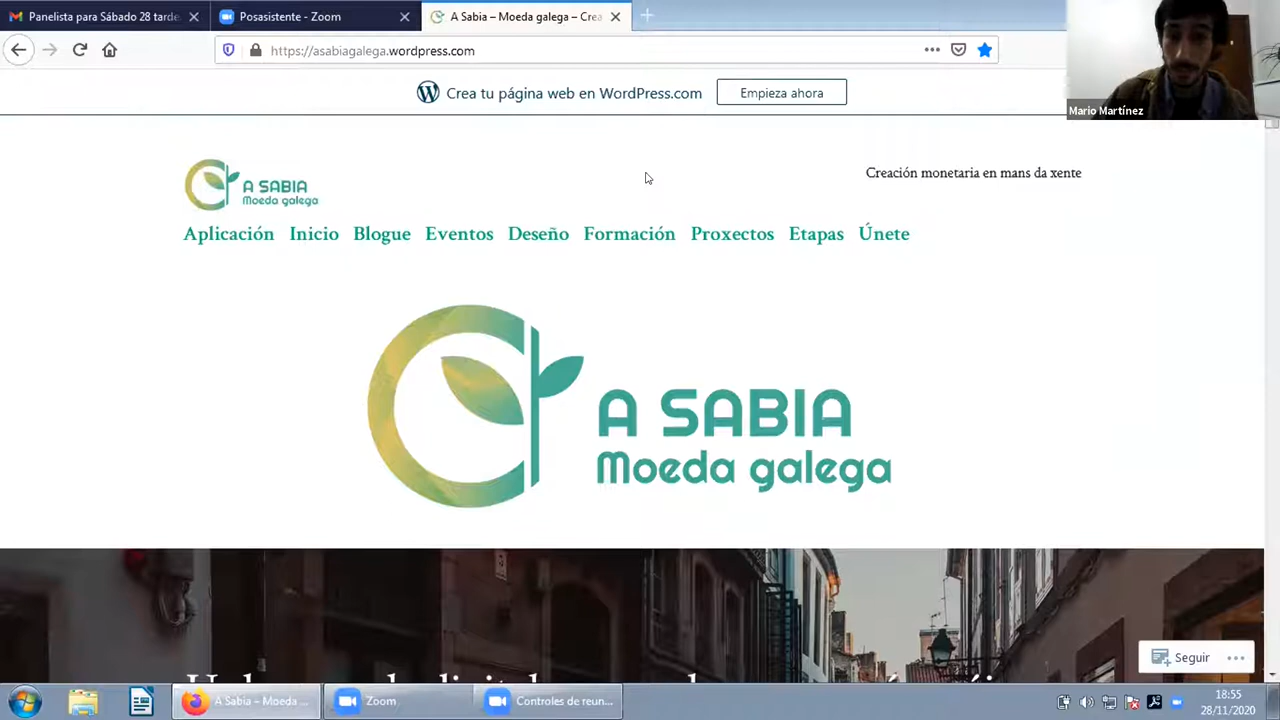 Panelista para Sábado 28 tarde
Posasistente - Zoom
A Sabia – Moeda galega – Crea
https://asabiagalega.wordpress.com
Crea tu página web en WordPress.com
Empieza ahora
Mario Martínez
A SABIA
Moeda galega
Creación monetaria en mans da xente
Aplicación Inicio Blogue Eventos Deseño Formación Proxectos Etapas Únete
A SABIA
Moeda galega
Seguir
A Sabia – Moeda ...
Zoom
Controles de reun...
18:55
28/11/2020